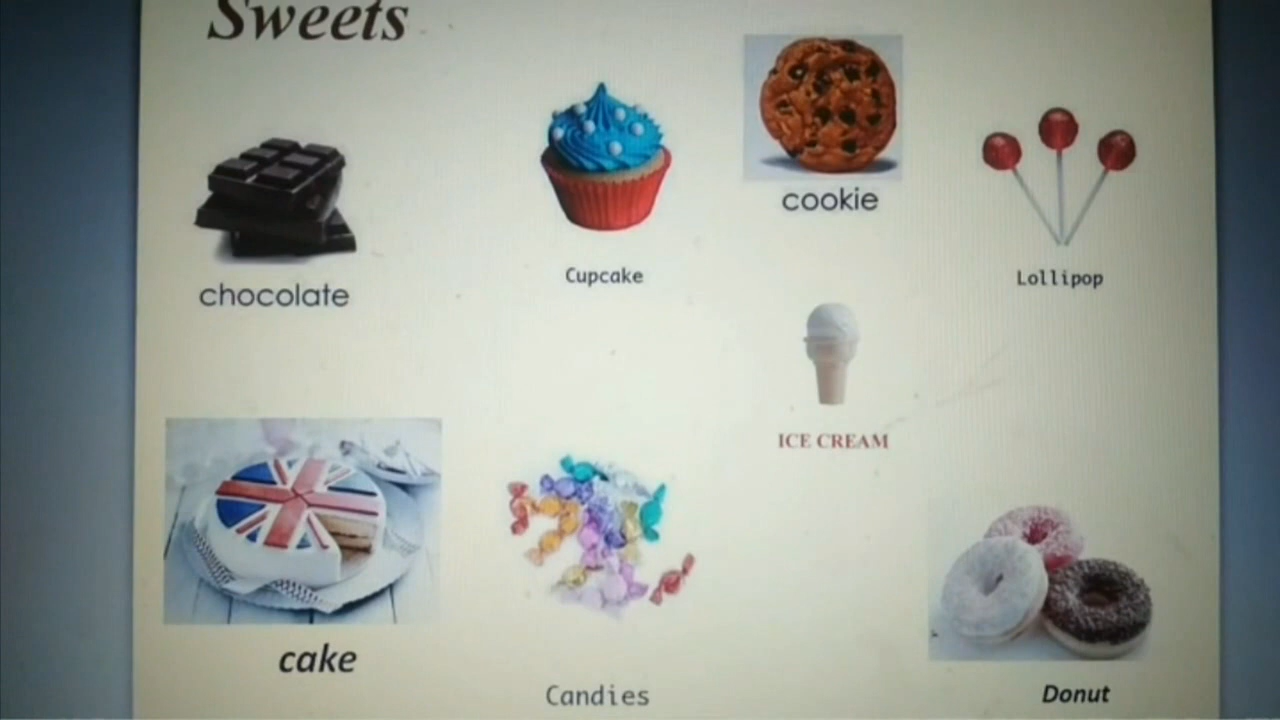 Sweets
chocolate
Cupcake
cookie
Lollipop
ICE CREAM
cake
Candies
Donut